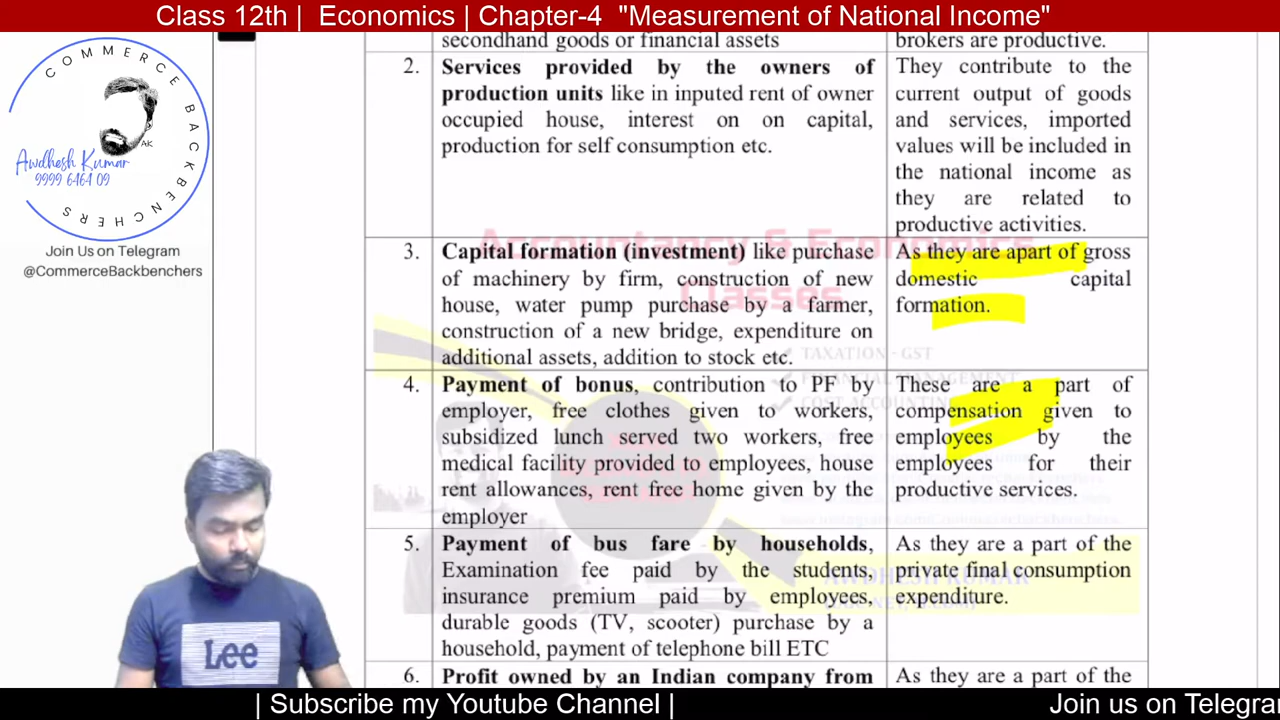 Class 12th | Economics | Chapter-4 "Measurement of National Income"
COMMERCE BACKBENCHERS
AK
Awdhesh Kumar
9999 6464 09
Join Us on Telegram
@CommerceBackbenchers
secondhand goods or financial assets
brokers are productive.
2.
Services provided by the owners of
production units like in inputed rent of owner
occupied house, interest on on capital,
production for self consumption etc.
They contribute to the
current output of goods
and services, imported
values will be included in
the national income as
they are related to
productive activities.
3.
Capital formation (investment) like purchase
of machinery by firm, construction of new
house, water pump purchase by a farmer,
construction of a new bridge, expenditure on
additional assets, addition to stock etc.
As they are apart of gross
domestic capital
formation.
4.
Payment of bonus, contribution to PF by
employer, free clothes given to workers,
subsidized lunch served two workers, free
medical facility provided to employees, house
rent allowances, rent free home given by the
employer
These are a part of
compensation given to
employees by the
employees for their
productive services.
5.
Payment of bus fare by households,
Examination fee paid by the students,
insurance premium paid by employees,
durable goods (TV, scooter) purchase by a
household, payment of telephone bill ETC
As they are a part of the
private final consumption
expenditure.
6.
Profit owned by an Indian company from
As they are a part of the
Accountancy & Economics
Classes
TAXATION - GST
FINANCIAL MANAGEMENT
COST ACCOUNTING
AWDHESH KUMAR
Lee
| Subscribe my Youtube Channel |
Join us on Telegra